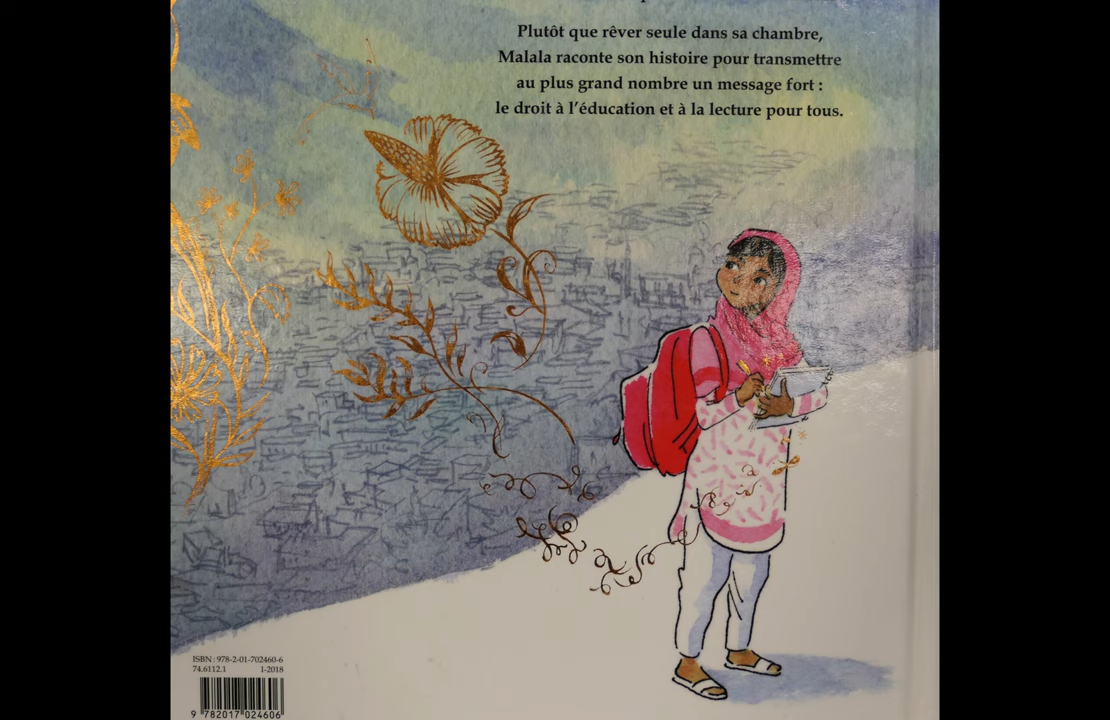 Plutôt que rêver seule dans sa chambre,
Malala raconte son histoire pour transmettre
au plus grand nombre un message fort :
le droit à l’éducation et à la lecture pour tous.
ISBN : 978-2-01-702460-6
74.6112.1 1-2018
9 782017 024606